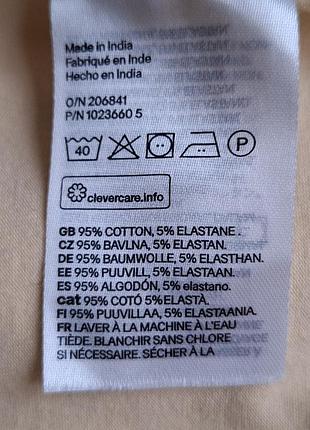 Made in India
Fabriqué en Inde
Hecho en India
O/N 206841
P/N 1023660 5
40 P
clevercare.info
GB 95% COTTON, 5% ELASTANE.
CZ 95% BAVLNA, 5% ELASTAN.
DE 95% BAUMWOLLE, 5% ELASTHAN.
EE 95% PUUVILL, 5% ELASTAAN.
ES 95% ALGODÓN, 5% elastano.
cat 95% COTÓ 5% ELASTÀ.
FI 95% PUUVILLAA, 5% ELASTAANIA
FR LAVER À LA MACHINE À L'EAU
TIÈDE. BLANCHIR SANS CHLORE
SI NÉCESSAIRE. SÉCHER À LA